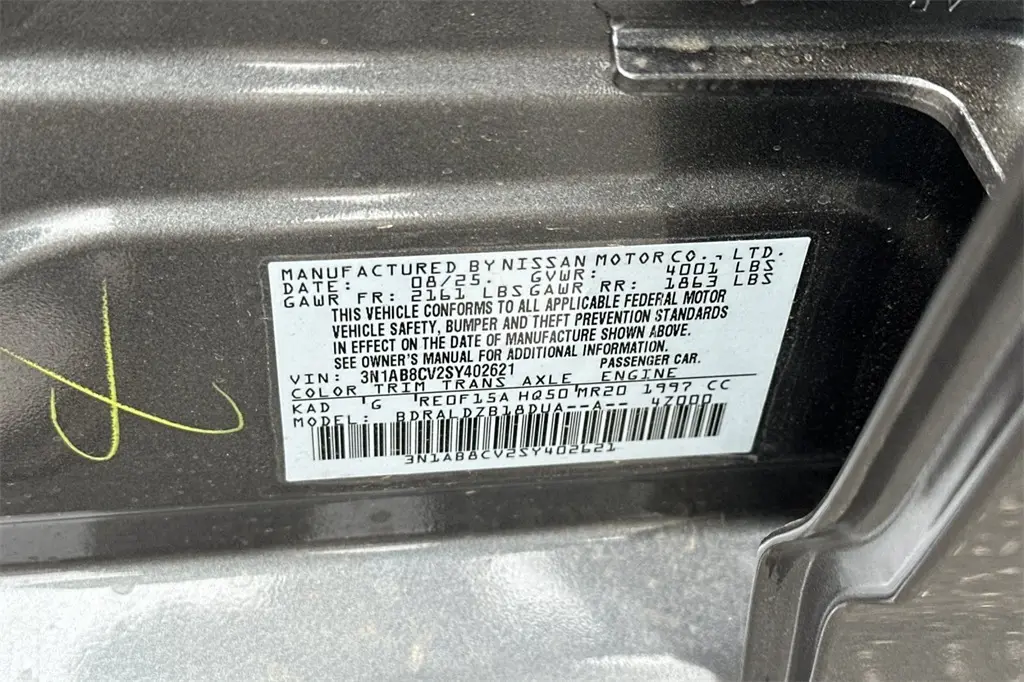 MANUFACTURED BY NISSAN MOTOR CO., LTD.
DATE: 08/25. GVWR: 4001 LBS
GAWR FR: 2161 LBS GAWR RR: 1863 LBS
THIS VEHICLE CONFORMS TO ALL APPLICABLE FEDERAL MOTOR
VEHICLE SAFETY, BUMPER AND THEFT PREVENTION STANDARDS
IN EFFECT ON THE DATE OF MANUFACTURE SHOWN ABOVE.
SEE OWNER'S MANUAL FOR ADDITIONAL INFORMATION.
VIN: 3N1AB8CV2SY402621 PASSENGER CAR.
COLOR TRIM TRANS AXLE ENGINE
KAD G RE0F15A HQ50 MR20 1997 CC
MODEL: BDRALDZB18DUA--A-- 47000
3N1AB8CV2SY402621